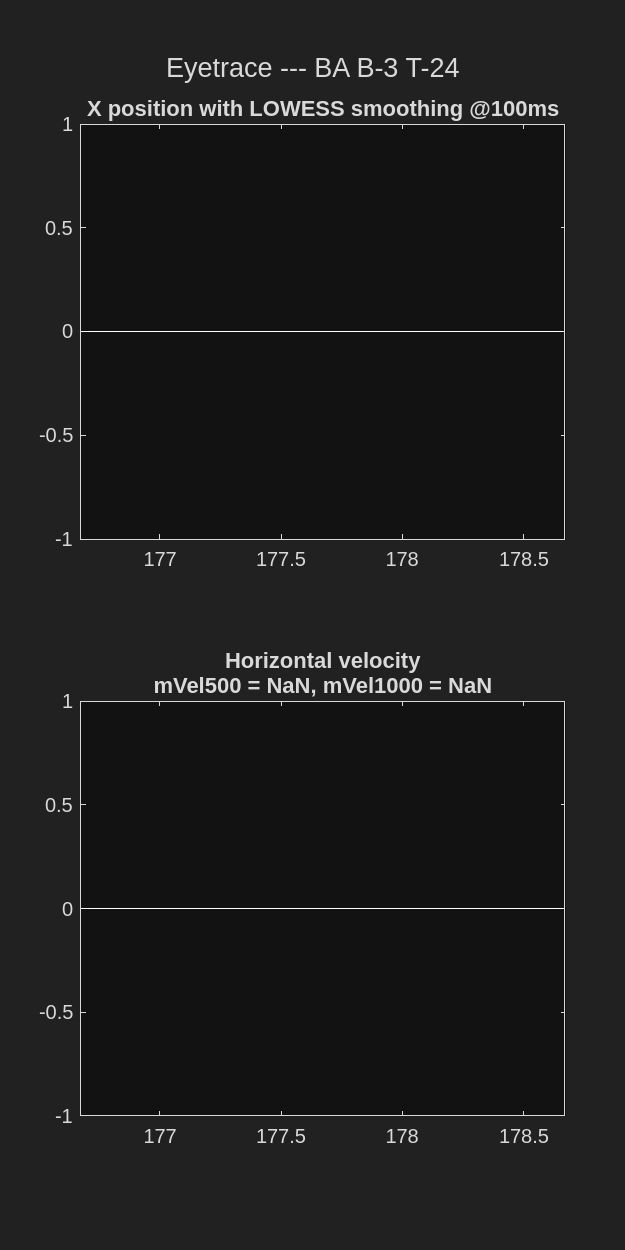 Eyetrace --- BA B-3 T-24
X position with LOWESS smoothing @100ms
1
0.5
0
-0.5
-1
177 177.5 178 178.5
Horizontal velocity
mVel500 = NaN, mVel1000 = NaN
1
0.5
0
-0.5
-1
177 177.5 178 178.5